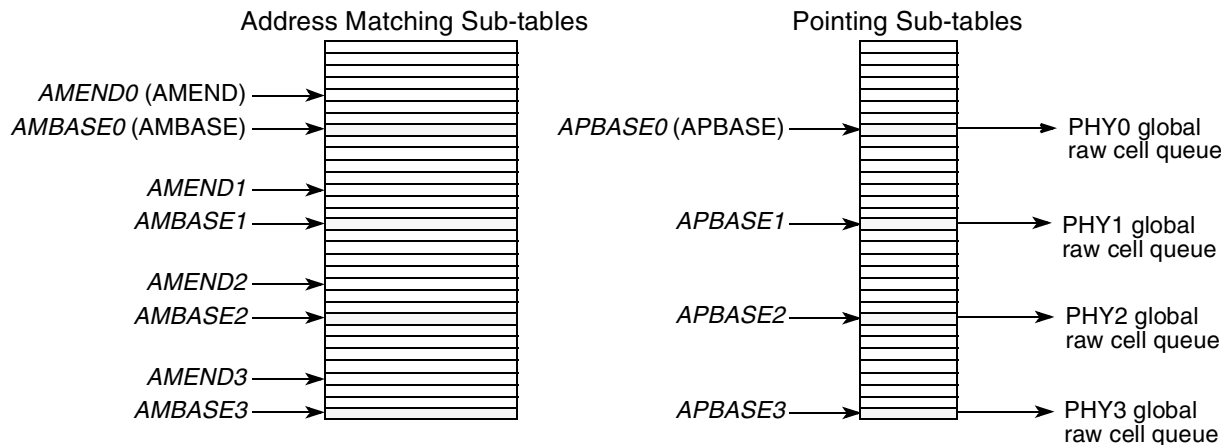 Address Matching Sub-tables
Pointing Sub-tables
AMEND0 (AMEND)
AMBASE0 (AMBASE)
AMEND1
AMBASE1
AMEND2
AMBASE2
AMEND3
AMBASE3
APBASE0 (APBASE)
APBASE1
APBASE2
APBASE3
PHY0 global
raw cell queue
PHY1 global
raw cell queue
PHY2 global
raw cell queue
PHY3 global
raw cell queue